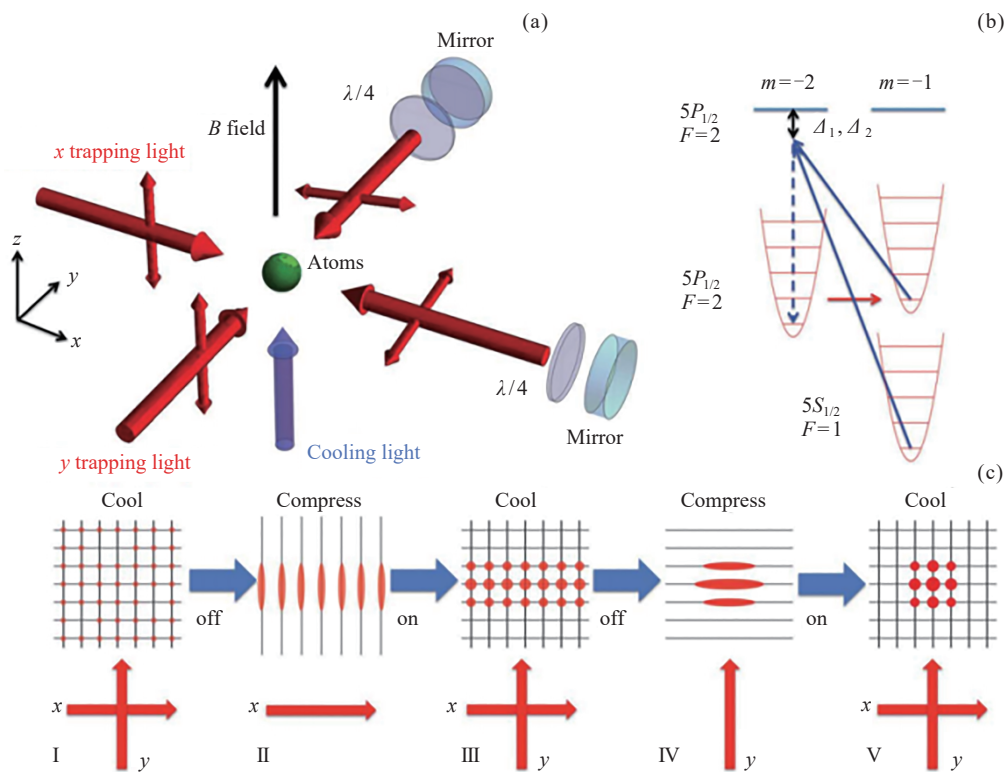 (a)
Mirror
λ/4
B field
x trapping light
Atoms
z
y
x
λ/4
Mirror
Cooling light
y trapping light
(b)
m=−2 m=−1
5P1/2
F=2
Δ1, Δ2
5P1/2
F=2
5S1/2
F=1
(c)
Cool Compress Cool Compress Cool
off on off on
x x x x
I II III IV V
y y y y